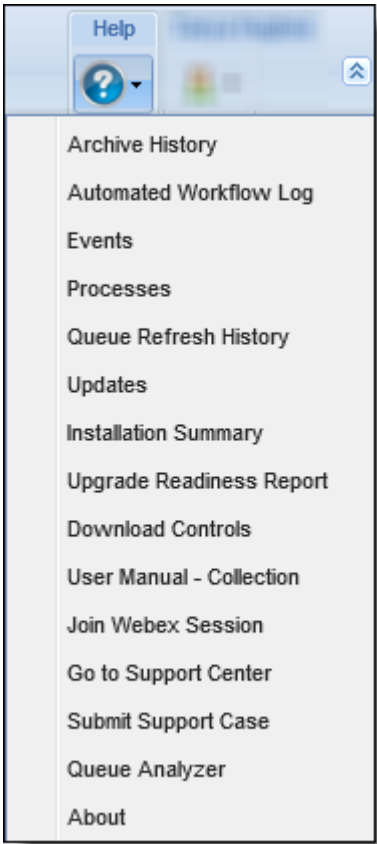 Help
Archive History
Automated Workflow Log
Events
Processes
Queue Refresh History
Updates
Installation Summary
Upgrade Readiness Report
Download Controls
User Manual - Collection
Join Webex Session
Go to Support Center
Submit Support Case
Queue Analyzer
About